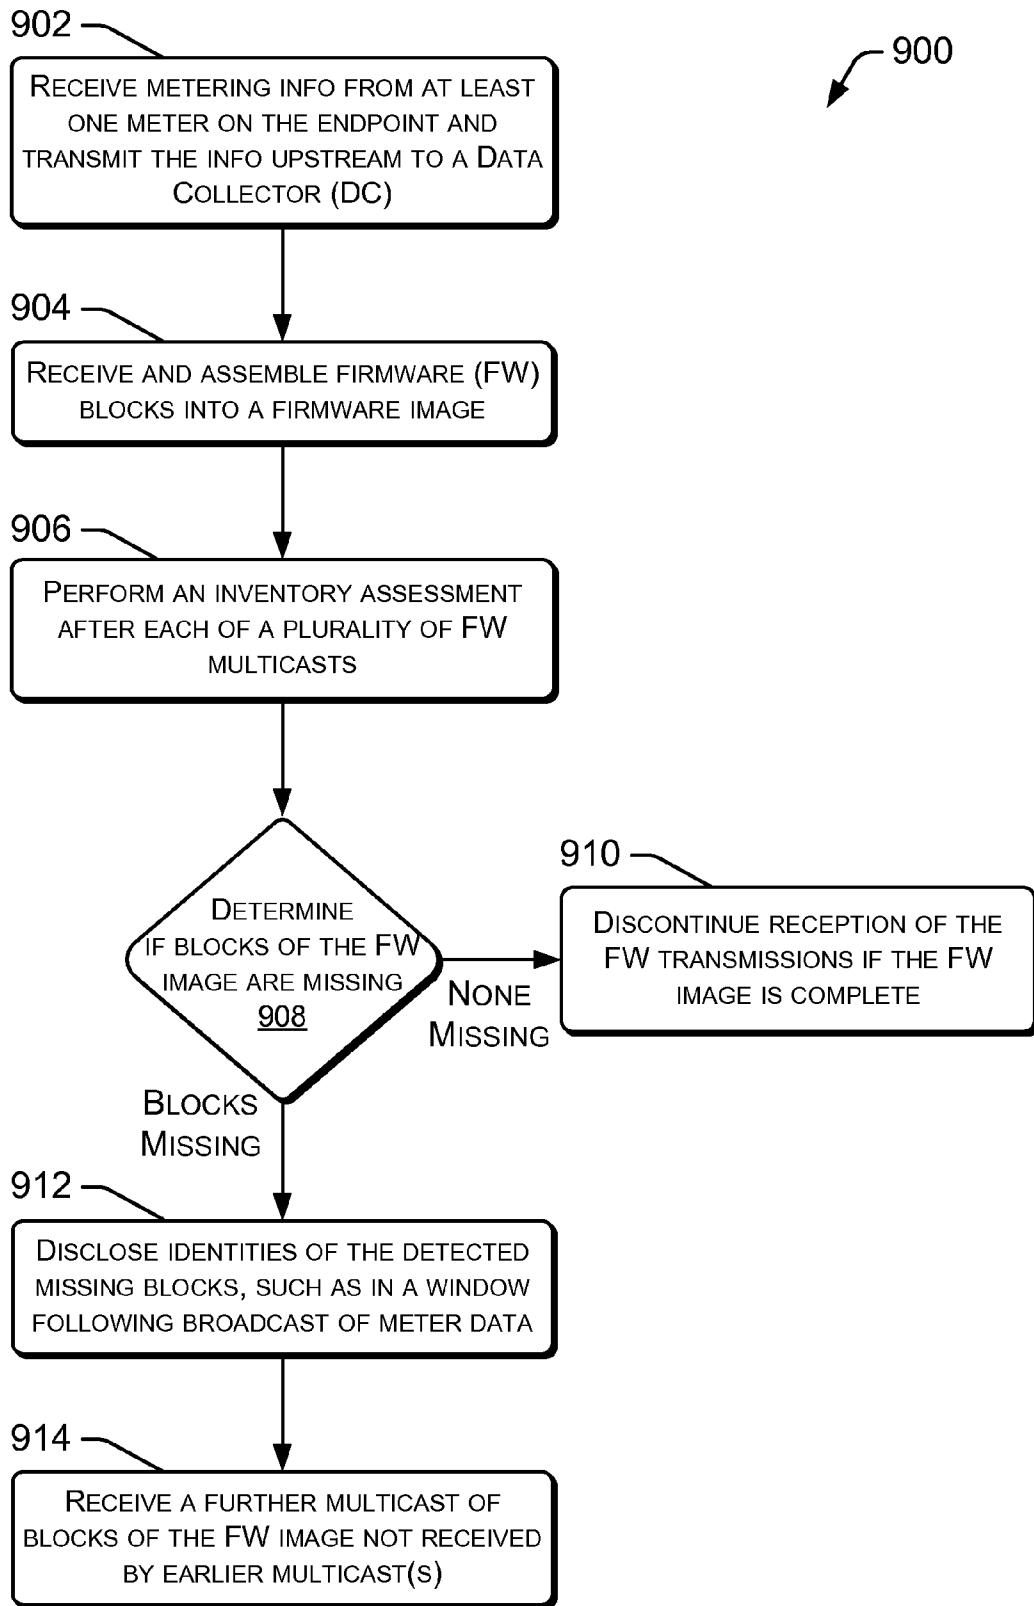 902
900
RECEIVE METERING INFO FROM AT LEAST
ONE METER ON THE ENDPOINT AND
TRANSMIT THE INFO UPSTREAM TO A DATA
COLLECTOR (DC)
904
RECEIVE AND ASSEMBLE FIRMWARE (FW)
BLOCKS INTO A FIRMWARE IMAGE
906
PERFORM AN INVENTORY ASSESSMENT
AFTER EACH OF A PLURALITY OF FW
MULTICASTS
DETERMINE
IF BLOCKS OF THE FW
IMAGE ARE MISSING
908
NONE
MISSING
910
DISCONTINUE RECEPTION OF THE
FW TRANSMISSIONS IF THE FW
IMAGE IS COMPLETE
BLOCKS
MISSING
912
DISCLOSE IDENTITIES OF THE DETECTED
MISSING BLOCKS, SUCH AS IN A WINDOW
FOLLOWING BROADCAST OF METER DATA
914
RECEIVE A FURTHER MULTICAST OF
BLOCKS OF THE FW IMAGE NOT RECEIVED
BY EARLIER MULTICAST(S)